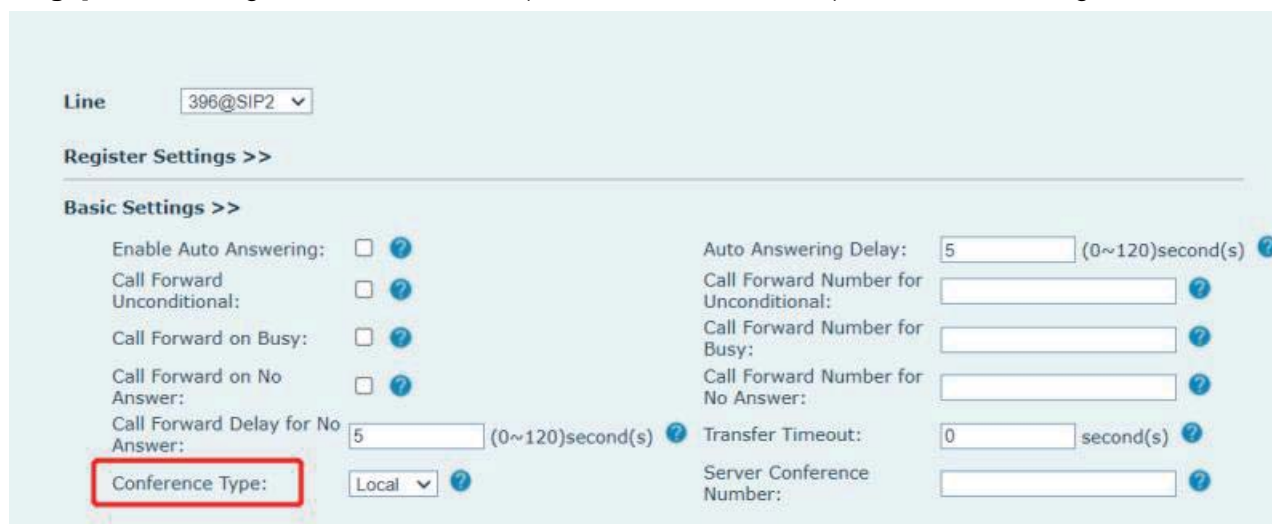 Line 396@SIP2
Register Settings >>
Basic Settings >>
Enable Auto Answering: ? Auto Answering Delay: 5 (0~120)second(s) ?
Call Forward Unconditional: ? Call Forward Number for Unconditional: ?
Call Forward on Busy: ? Call Forward Number for Busy: ?
Call Forward on No Answer: ? Call Forward Number for No Answer: ?
Call Forward Delay for No Answer: 5 (0~120)second(s) ? Transfer Timeout: 0 second(s) ?
Conference Type: Local ? Server Conference Number: ?